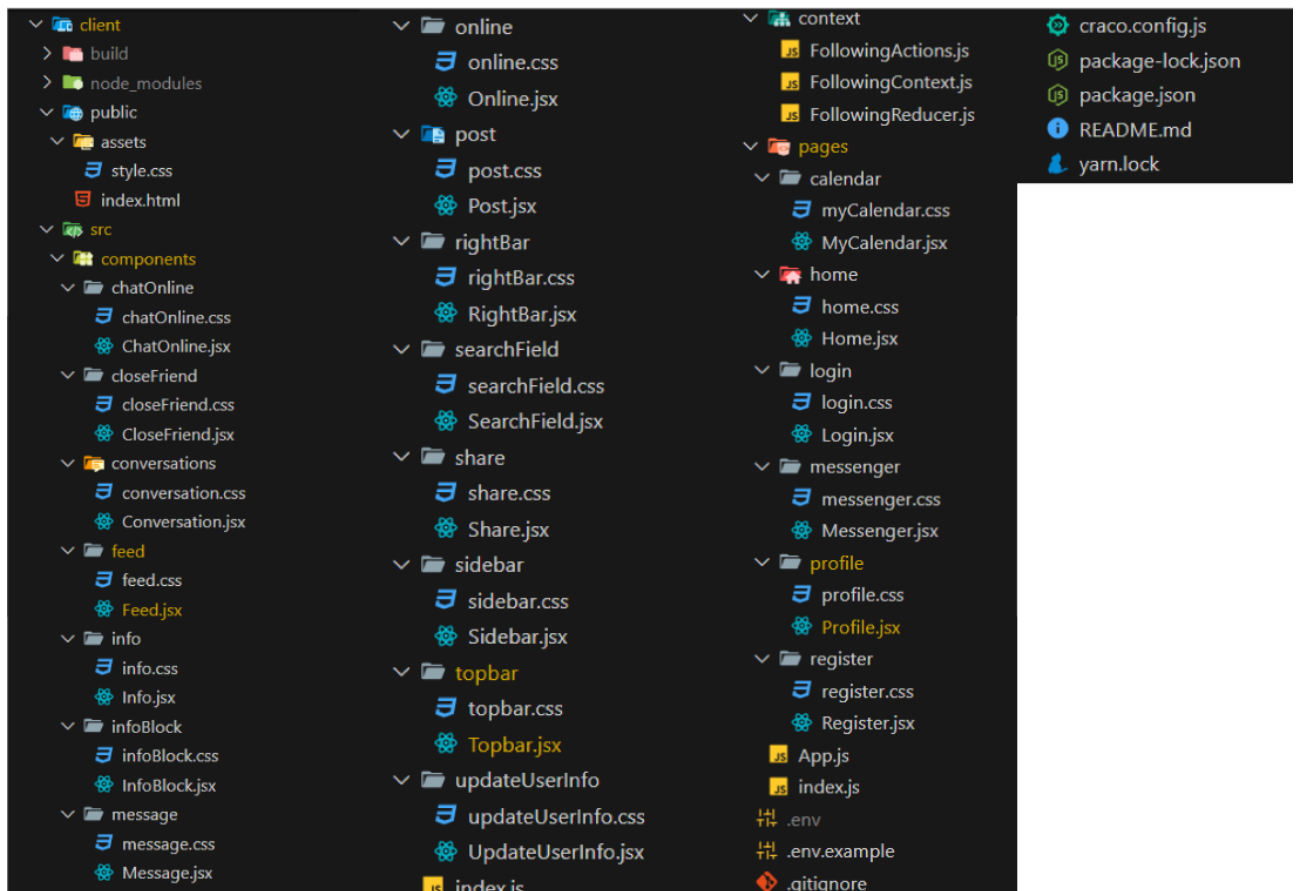 client
build
node_modules
public
assets
style.css
index.html
src
components
chatOnline
chatOnline.css
ChatOnline.jsx
closeFriend
closeFriend.css
CloseFriend.jsx
conversations
conversation.css
Conversation.jsx
feed
feed.css
Feed.jsx
info
info.css
Info.jsx
infoBlock
infoBlock.css
InfoBlock.jsx
message
message.css
Message.jsx
online
online.css
Online.jsx
post
post.css
Post.jsx
rightBar
rightBar.css
RightBar.jsx
searchField
searchField.css
SearchField.jsx
share
share.css
Share.jsx
sidebar
sidebar.css
Sidebar.jsx
topbar
topbar.css
Topbar.jsx
updateUserInfo
updateUserInfo.css
UpdateUserInfo.jsx
JS index.js
context
JS FollowingActions.js
JS FollowingContext.js
JS FollowingReducer.js
pages
calendar
myCalendar.css
MyCalendar.jsx
home
home.css
Home.jsx
login
login.css
Login.jsx
messenger
messenger.css
Messenger.jsx
profile
profile.css
Profile.jsx
register
register.css
Register.jsx
JS App.js
JS index.js
.env
.env.example
.gitignore
craco.config.js
package-lock.json
package.json
README.md
yarn.lock